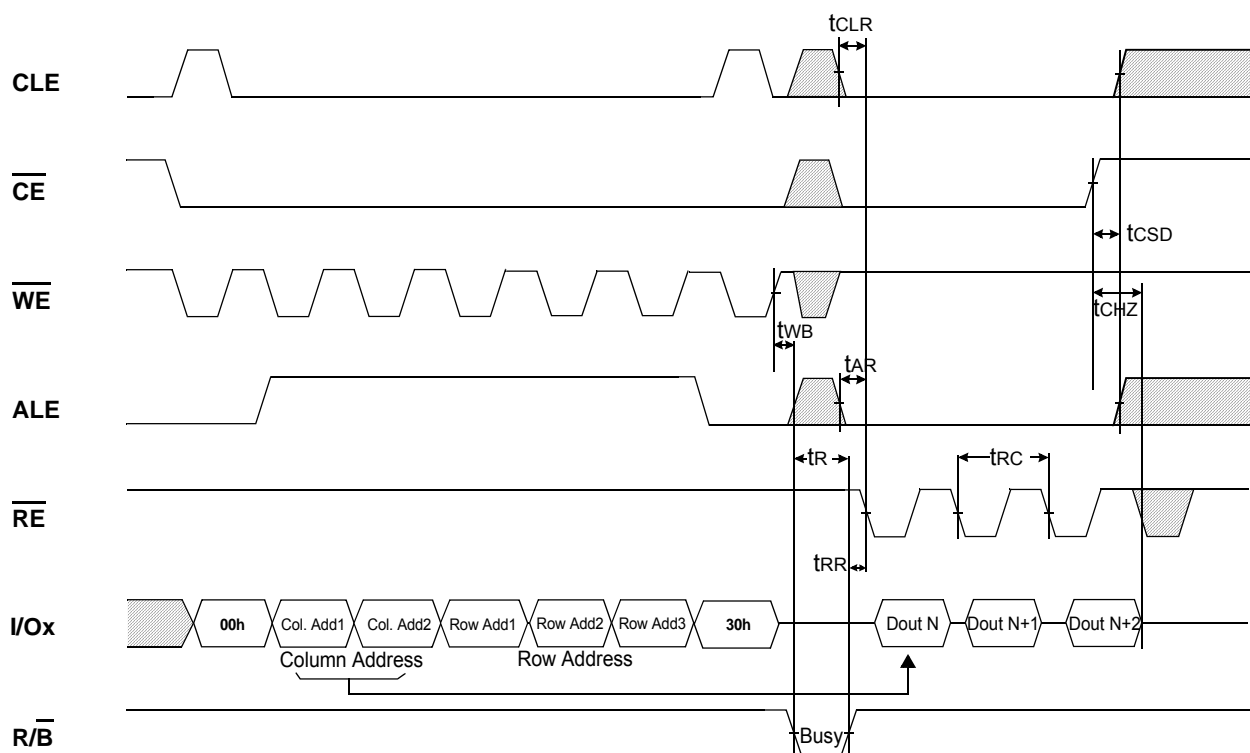 tCLR
CLE
CE
tCSD
WE
tCHZ
tWB
tAR
ALE
tR
tRC
RE
tRR
I/Ox
00h
Col. Add1
Col. Add2
Row Add1
Row Add2
Row Add3
30h
Dout N
Dout N+1
Dout N+2
Column Address
Row Address
R/B
Busy